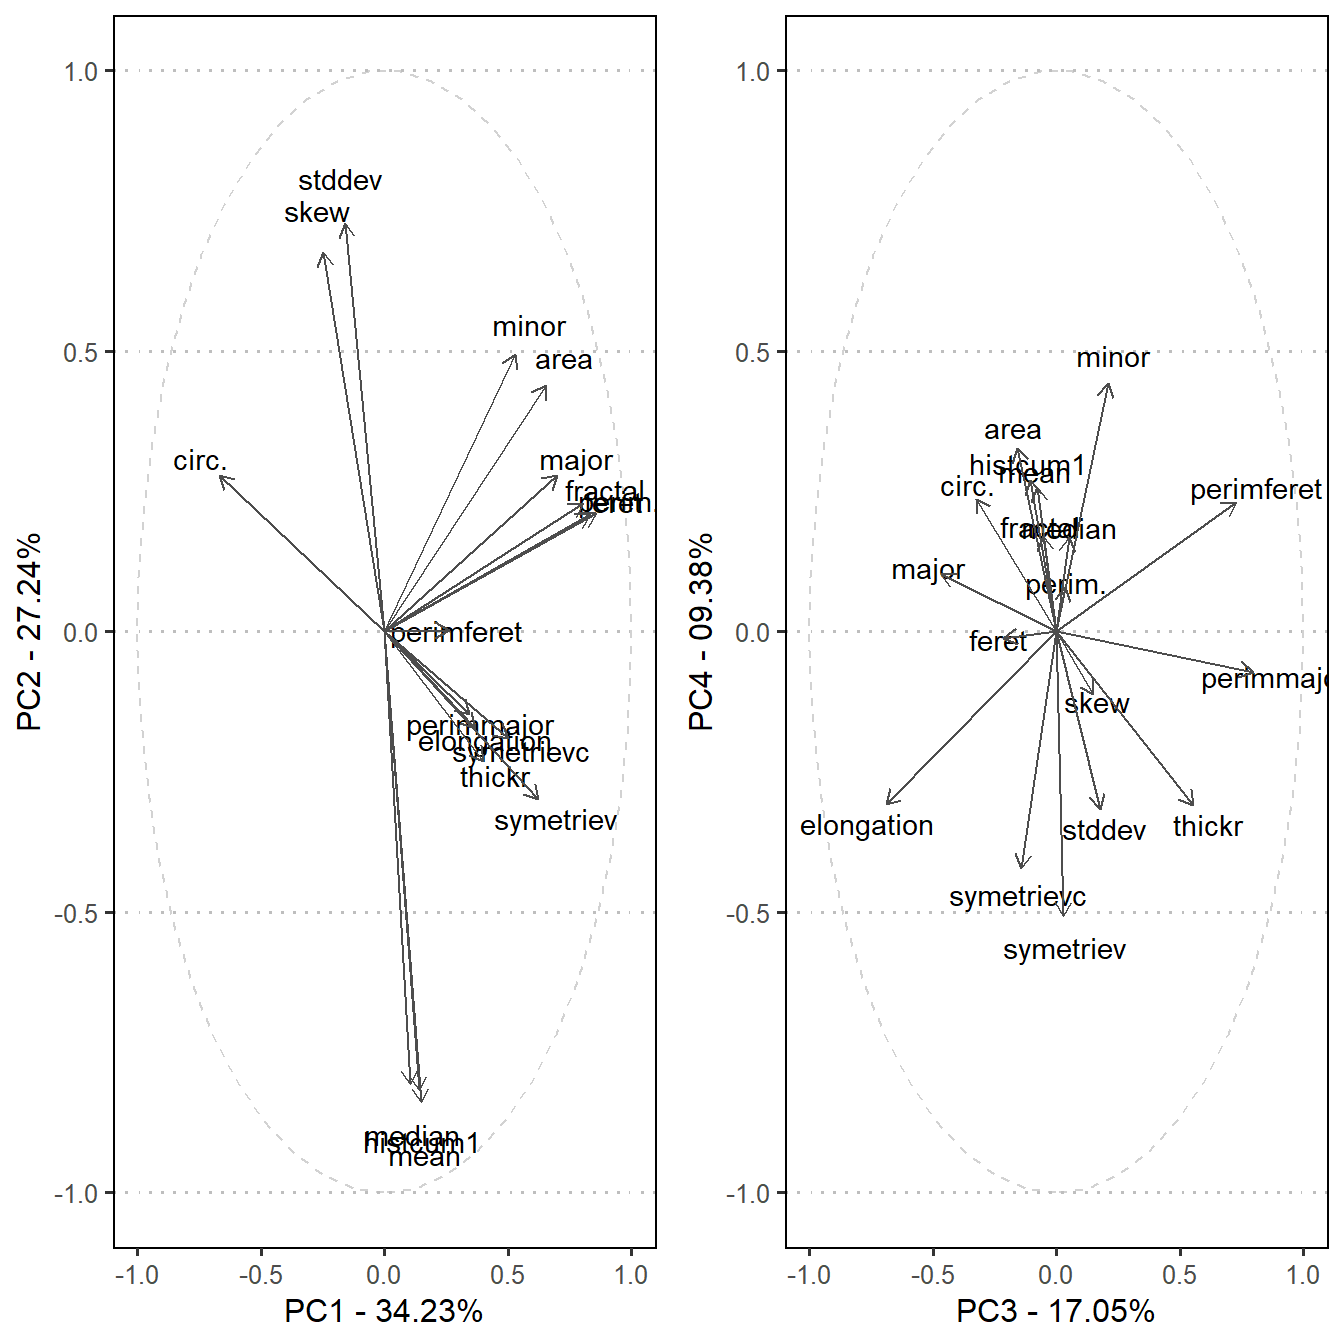 1.0
0.5
0.0
-0.5
-1.0
PC2 - 27.24%
stddev
skew
minor
area
circ.
major
fractal
perim.
feret
perimferet
perimmajor
elongation
symetrievc
thickr
symetriev
median
histcum1
mean
-1.0 -0.5 0.0 0.5 1.0
PC1 - 34.23%
1.0
0.5
0.0
-0.5
-1.0
PC4 - 09.38%
minor
area
histcum1
mean
circ.
perimferet
fractal
median
major
perim.
feret
perimmajo
skew
elongation
stddev
thickr
symetrievc
symetriev
-1.0 -0.5 0.0 0.5 1.0
PC3 - 17.05%